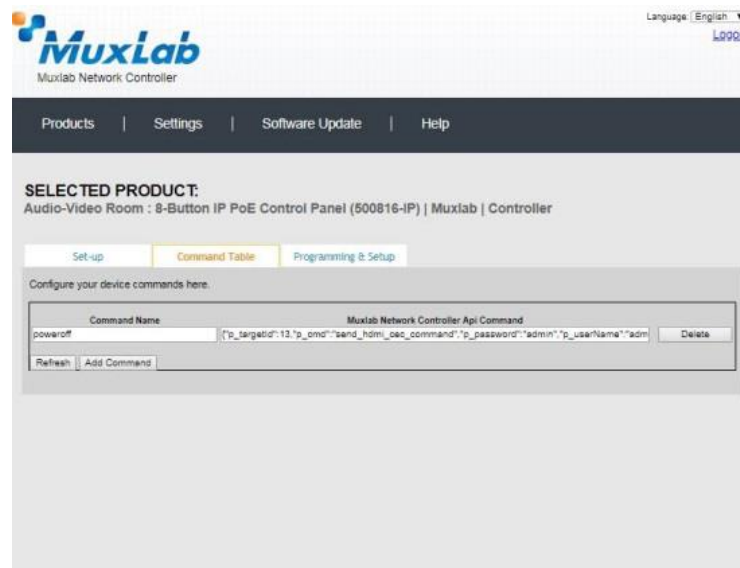 Language: English
Logo
MuxLab
Muxlab Network Controller
Products | Settings | Software Update | Help
SELECTED PRODUCT:
Audio-Video Room : 8-Button IP PoE Control Panel (500816-IP) | Muxlab | Controller
Set-up Command Table Programming & Setup
Configure your device commands here.
Command Name Muxlab Network Controller Api Command
poweroff {"p_targetId":13,"p_cmd":"send_hdmi_cec_command","p_password":"admin","p_userName":"adm Delete
Refresh Add Command